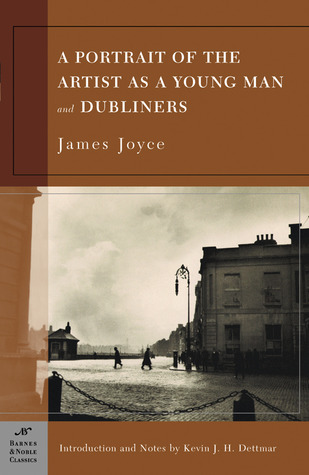 A PORTRAIT OF THE
ARTIST AS A YOUNG MAN
and DUBLINERS
James Joyce
BARNES
& NOBLE
CLASSICS
Introduction and Notes by Kevin J. H. Dettmar